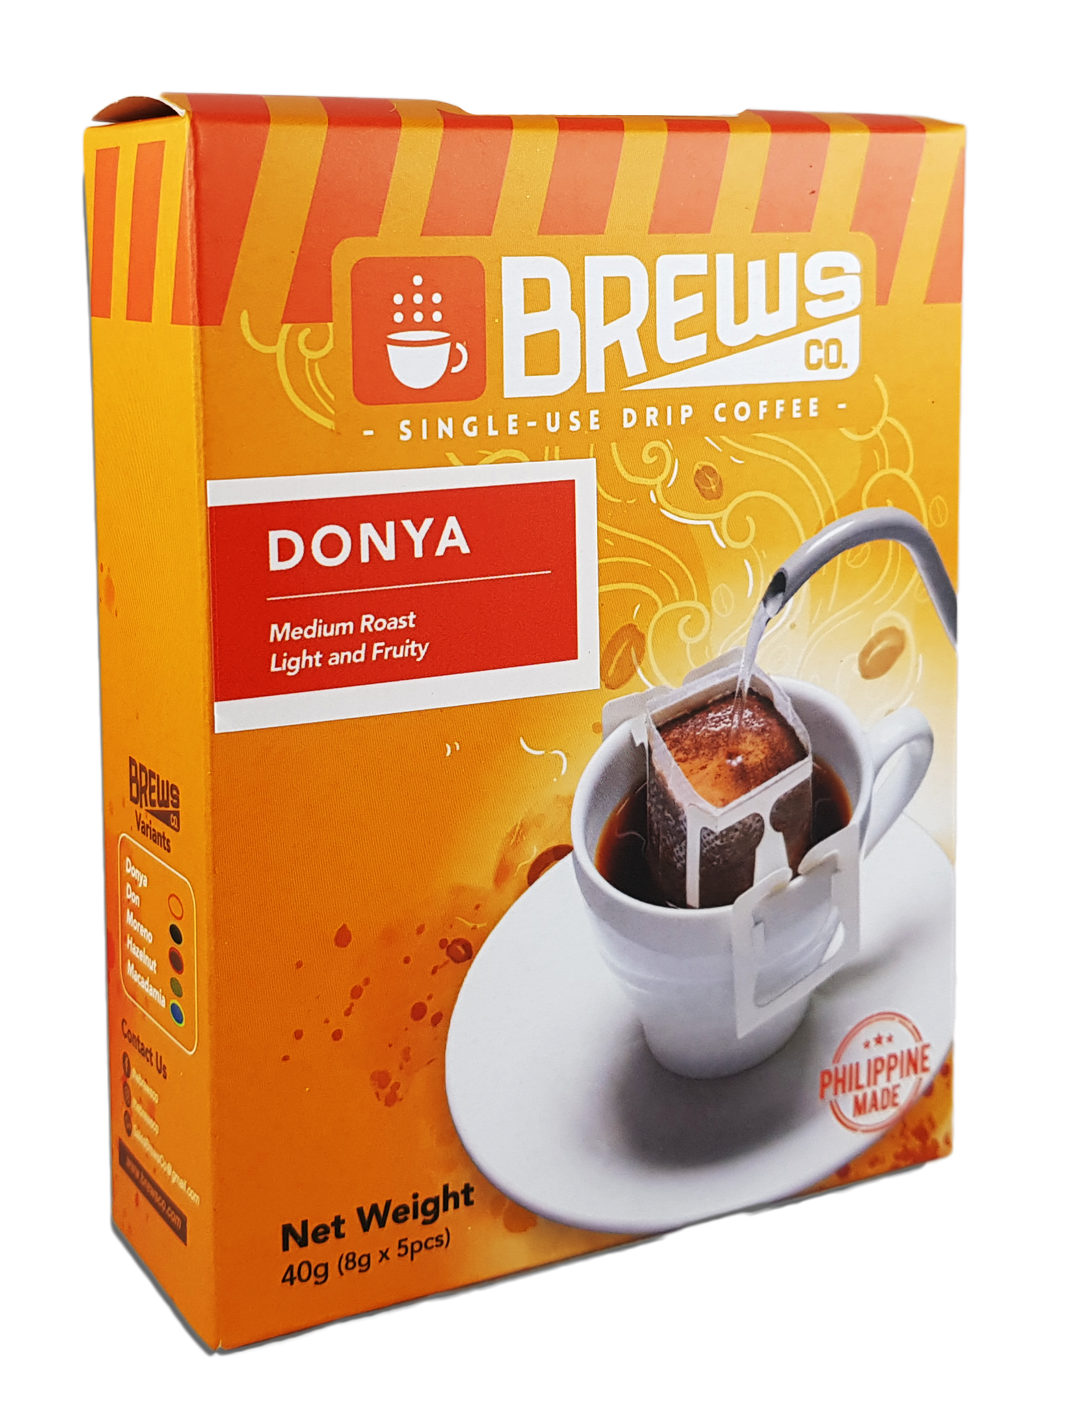 BREWS
CO.
- SINGLE-USE DRIP COFFEE -
DONYA
Medium Roast
Light and Fruity
PHILIPPINE
MADE
Net Weight
40g (8g x 5pcs)
BREWS
CO.
Variants
Donya
Don
Moreno
Hazelnut
Macadamia
Contact Us